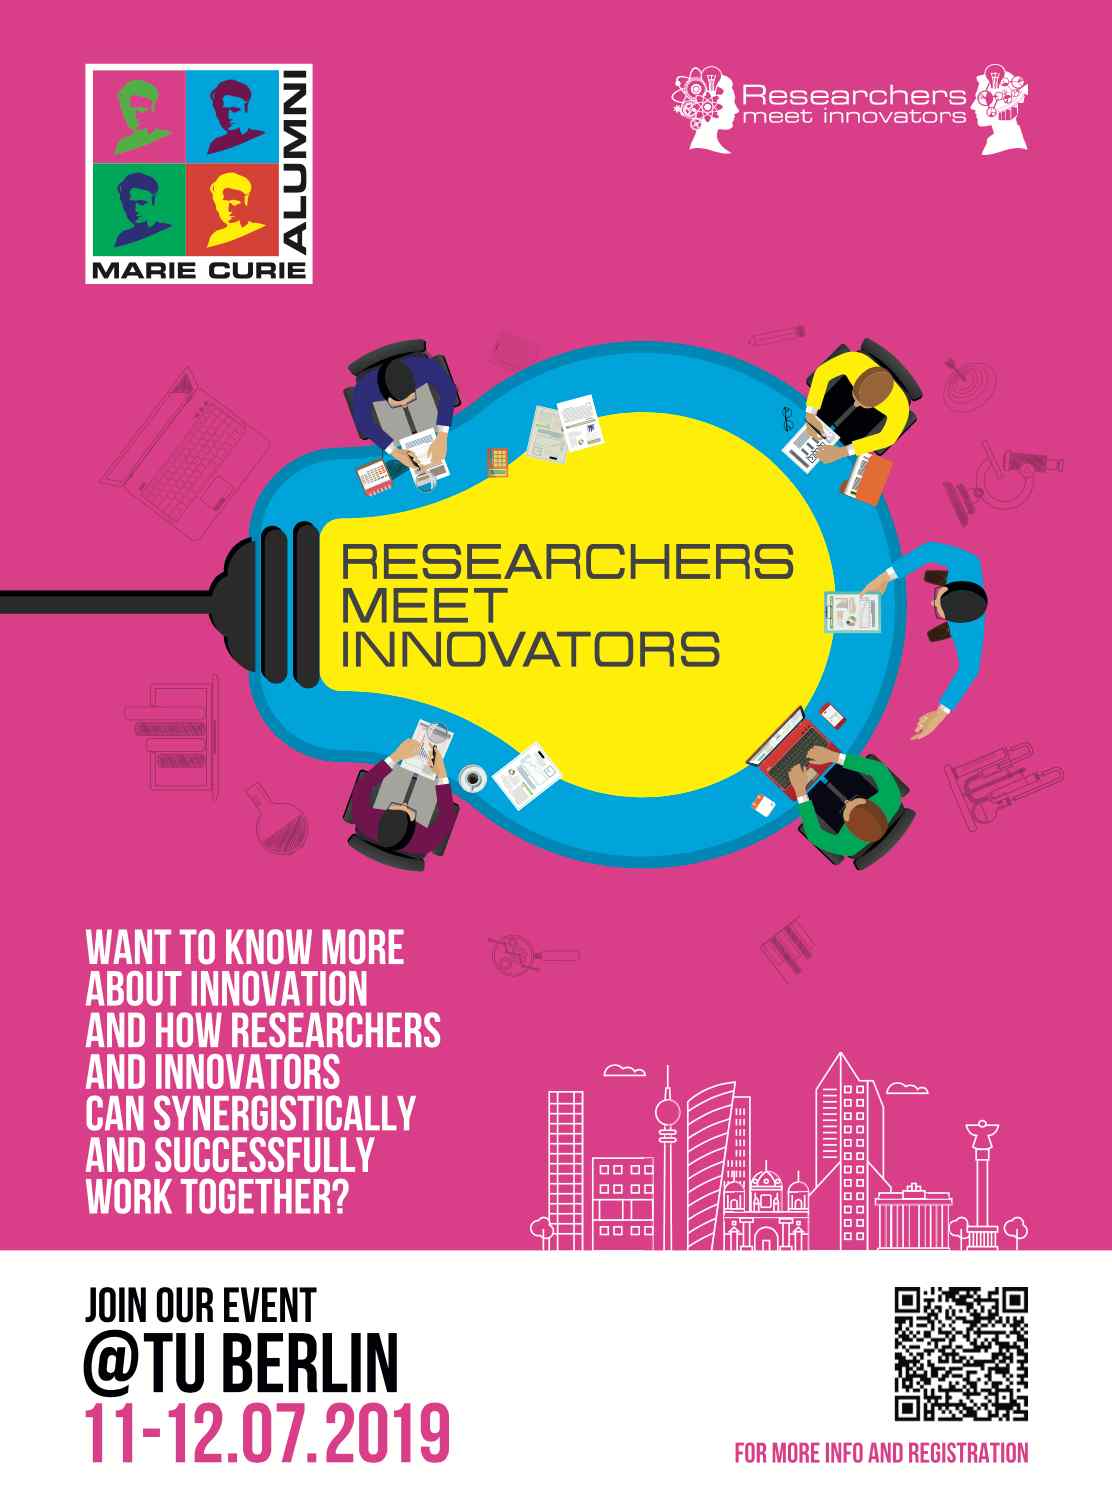 MARIE CURIE
ALUMNI
Researchers
meet innovators
RESEARCHERS
MEET
INNOVATORS
WANT TO KNOW MORE
ABOUT INNOVATION
AND HOW RESEARCHERS
AND INNOVATORS
CAN SYNERGISTICALLY
AND SUCCESSFULLY
WORK TOGETHER?
JOIN OUR EVENT
@TU BERLIN
11-12.07.2019
FOR MORE INFO AND REGISTRATION